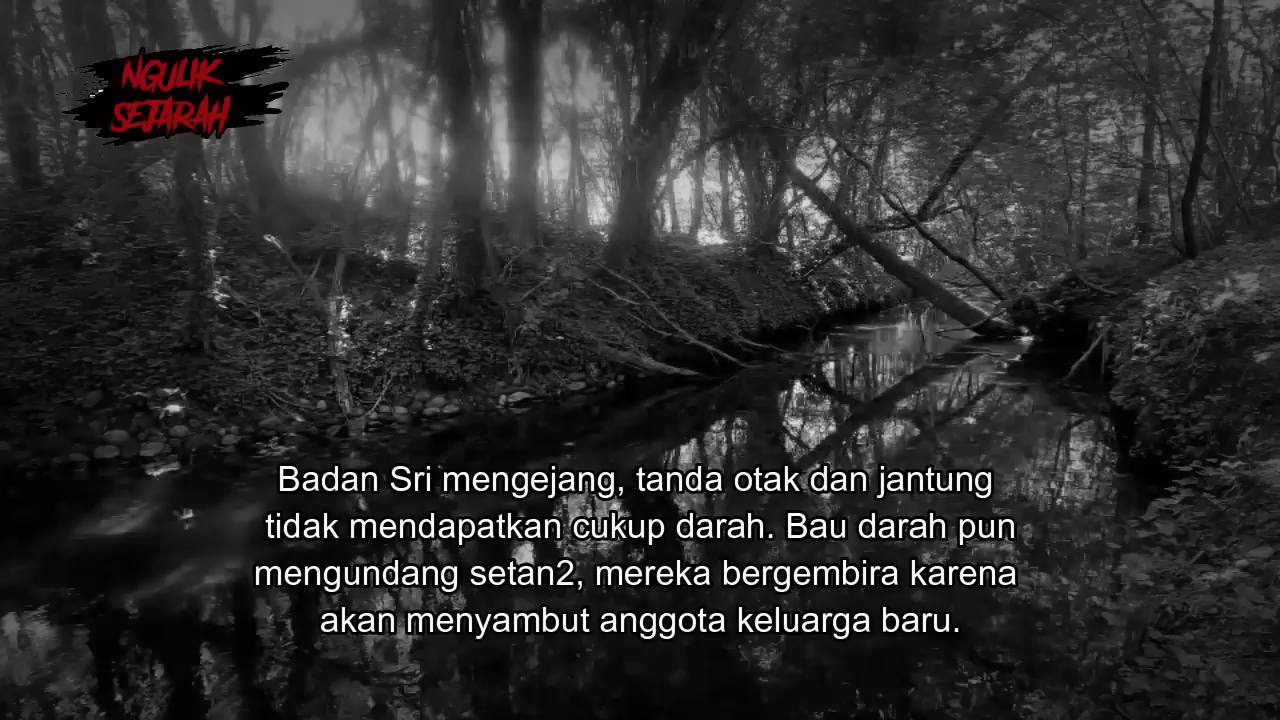 NGULIK
SEJARAH
Badan Sri mengejang, tanda otak dan jantung
tidak mendapatkan cukup darah. Bau darah pun
mengundang setan2, mereka bergembira karena
akan menyambut anggota keluarga baru.